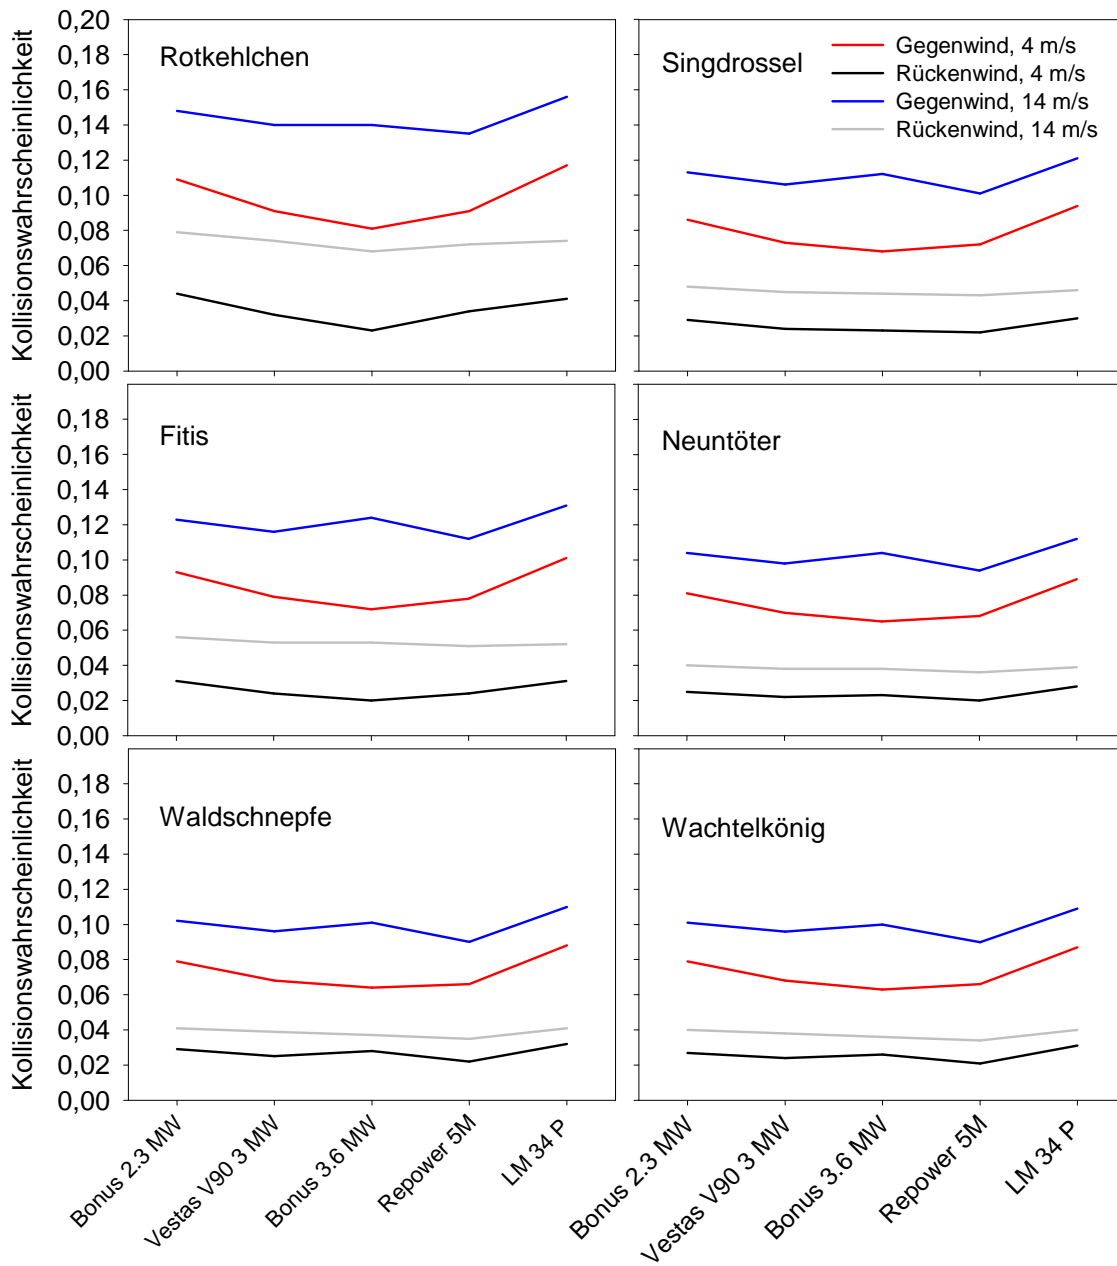 Kollisionswahrscheinlichkeit
0,20
0,18
0,16
0,14
0,12
0,10
0,08
0,06
0,04
0,02
0,00
Rotkehlchen
Singdrossel
Gegenwind, 4 m/s
Rückenwind, 4 m/s
Gegenwind, 14 m/s
Rückenwind, 14 m/s
Kollisionswahrscheinlichkeit
0,18
0,16
0,14
0,12
0,10
0,08
0,06
0,04
0,02
0,00
Fitis
Neuntöter
Kollisionswahrscheinlichkeit
0,18
0,16
0,14
0,12
0,10
0,08
0,06
0,04
0,02
0,00
Waldschnepfe
Wachtelkönig
Bonus 2.3 MW
Vestas V90 3 MW
Bonus 3.6 MW
Repower 5M
LM 34 P
Bonus 2.3 MW
Vestas V90 3 MW
Bonus 3.6 MW
Repower 5M
LM 34 P